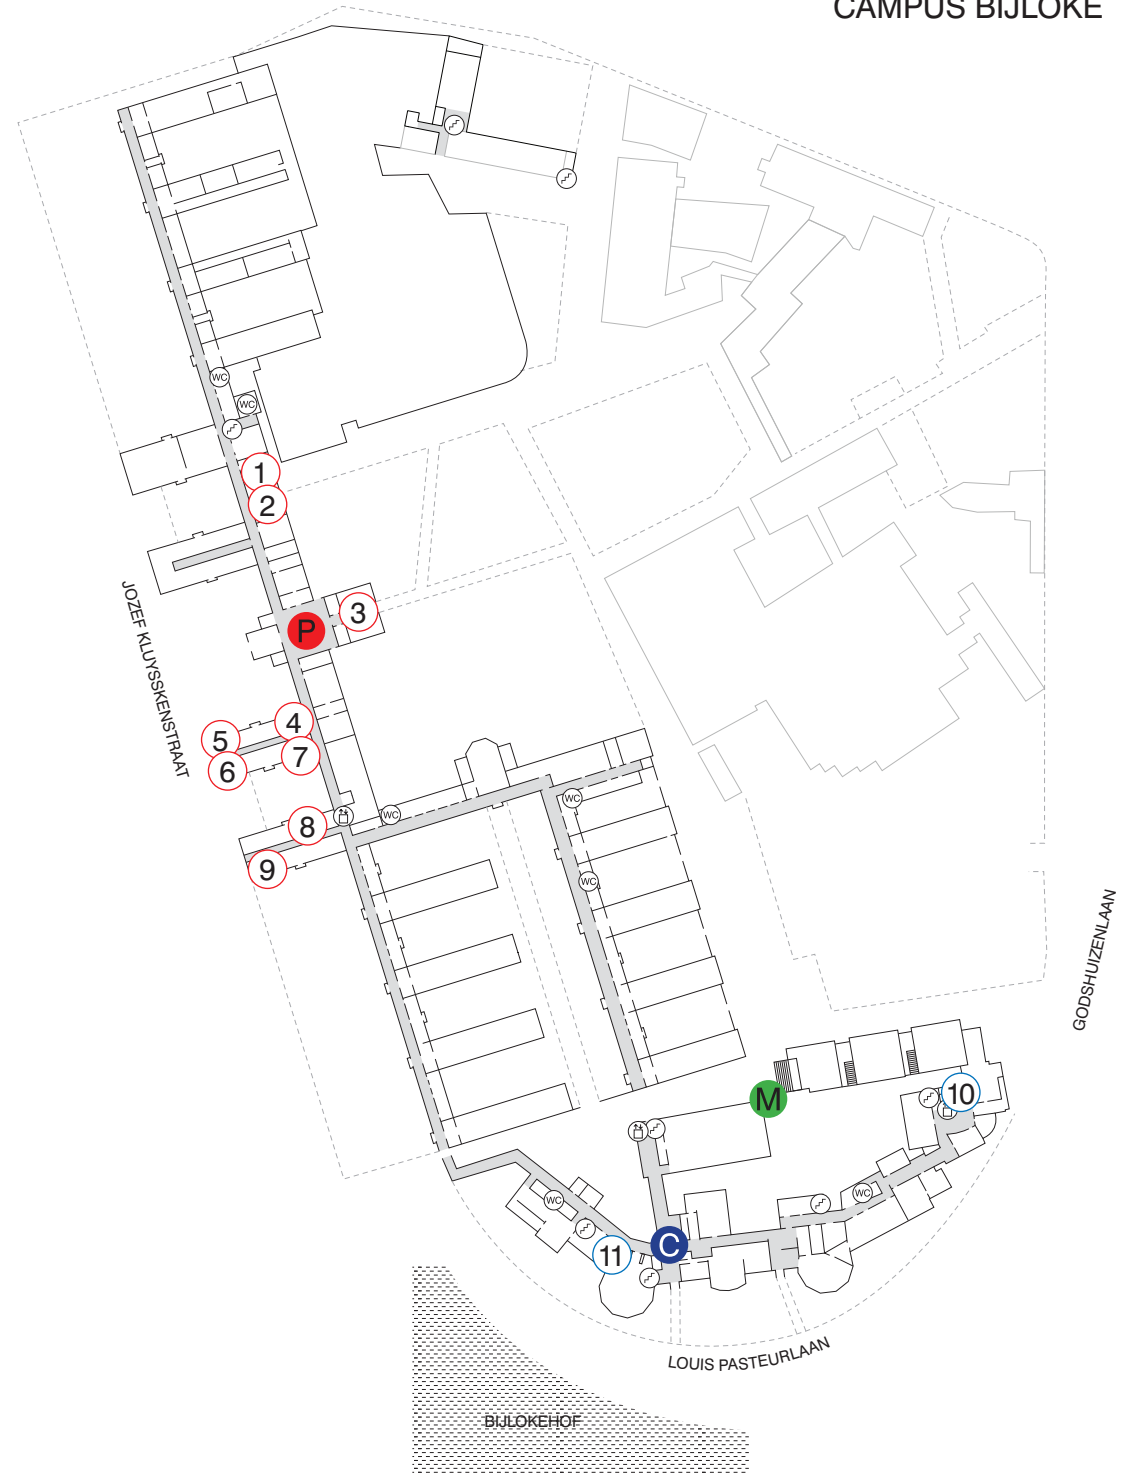 CAMPUS BIJLOKE
WC
WC
1
2
JOZEF KLUYSSKENSTRAAT
P
3
4
5
6
7
8
9
WC
WC
WC
GODSHUIZENLAAN
M
10
WC
WC
11
C
LOUIS PASTEURLAAN
BIJLOKEHOF